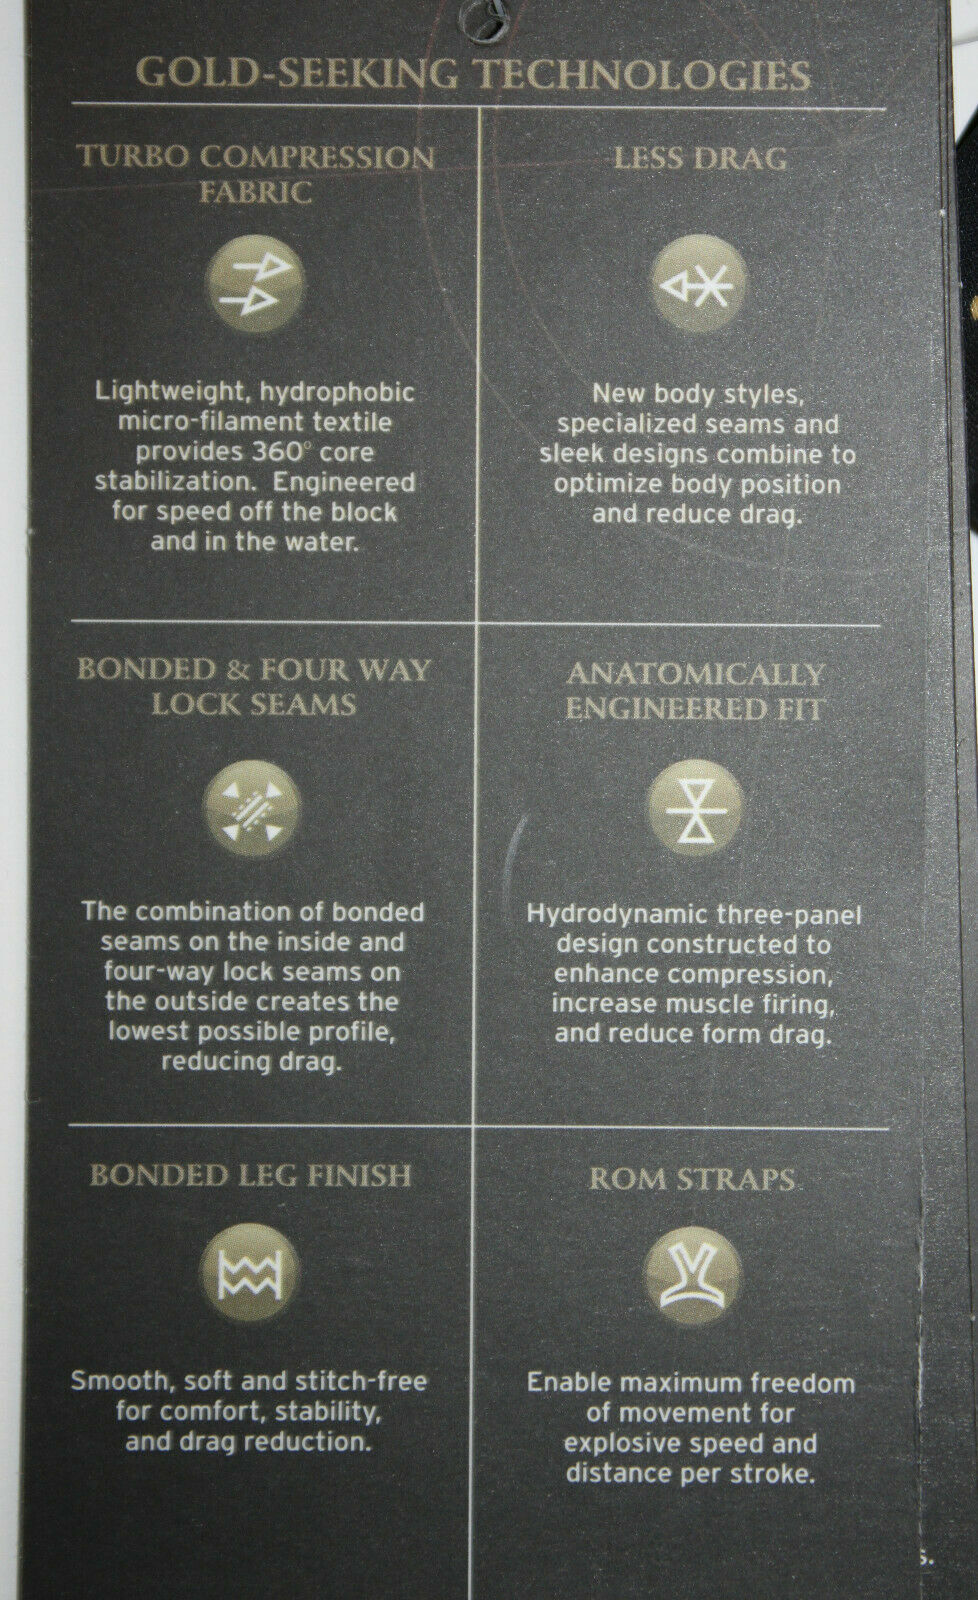 GOLD-SEEKING TECHNOLOGIES
TURBO COMPRESSION
FABRIC
Lightweight, hydrophobic
micro-filament textile
provides 360° core
stabilization. Engineered
for speed off the block
and in the water.
LESS DRAG
New body styles,
specialized seams and
sleek designs combine to
optimize body position
and reduce drag.
BONDED & FOUR WAY
LOCK SEAMS
The combination of bonded
seams on the inside and
four-way lock seams on
the outside creates the
lowest possible profile,
reducing drag.
ANATOMICALLY
ENGINEERED FIT
Hydrodynamic three-panel
design constructed to
enhance compression,
increase muscle firing,
and reduce form drag.
BONDED LEG FINISH
Smooth, soft and stitch-free
for comfort, stability,
and drag reduction.
ROM STRAPS
Enable maximum freedom
of movement for
explosive speed and
distance per stroke.